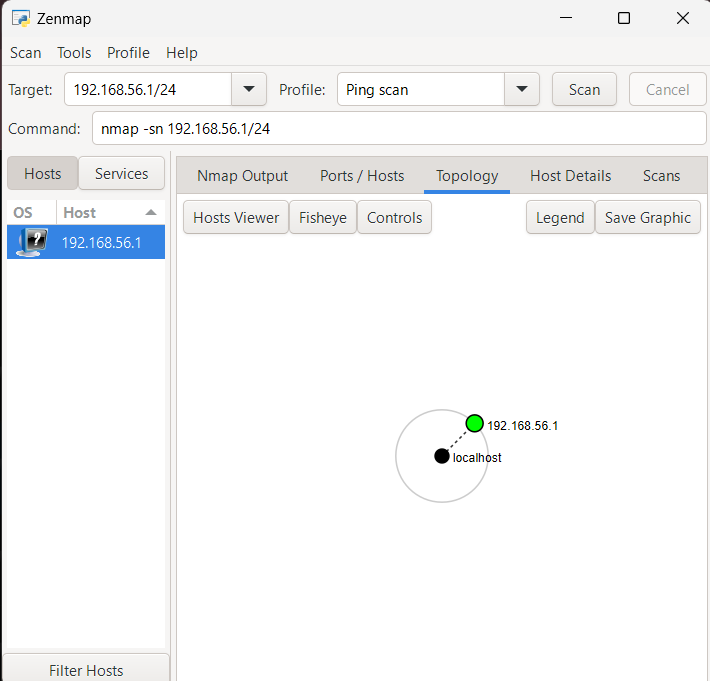 Zenmap
Scan Tools Profile Help
Target: 192.168.56.1/24 Profile: Ping scan Scan Cancel
Command: nmap -sn 192.168.56.1/24
Hosts Services
Nmap Output Ports / Hosts Topology Host Details Scans
OS Host
Hosts Viewer Fisheye Controls Legend Save Graphic
? 192.168.56.1
192.168.56.1
localhost
Filter Hosts